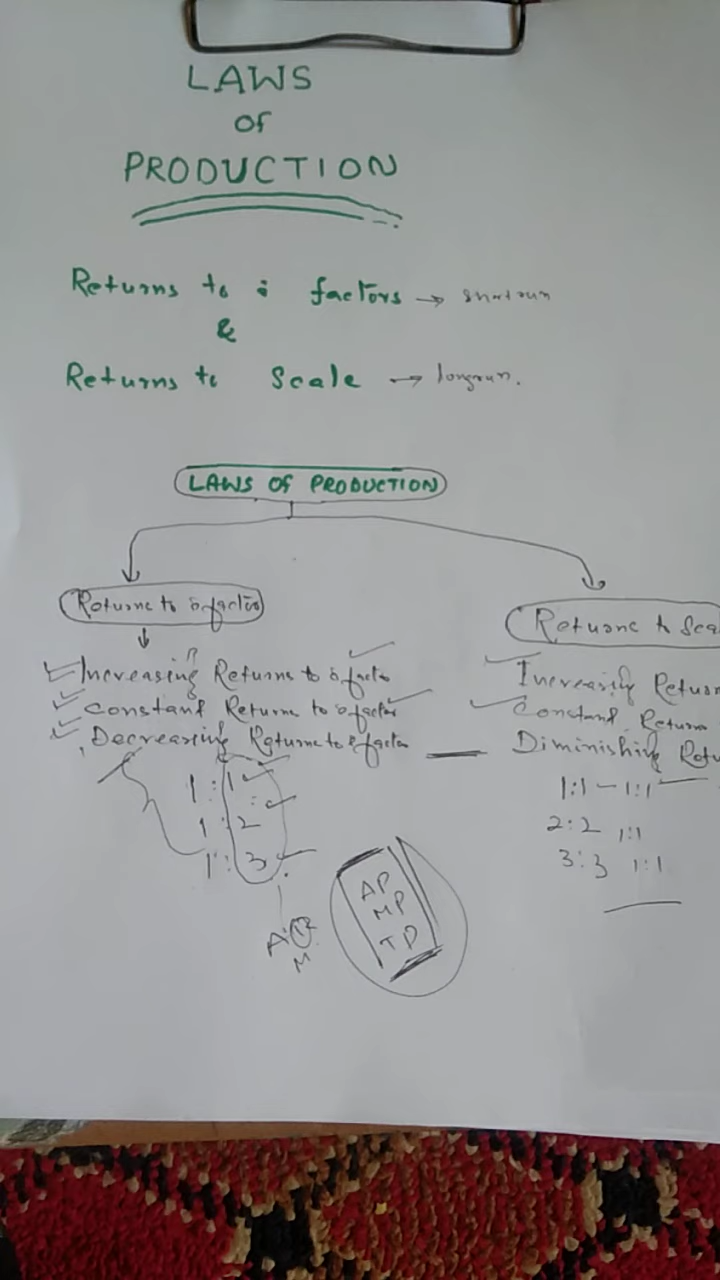 LAWS
of
PRODUCTION
Returns to factors → shortrun
&
Returns to Scale → longrun.
LAWS OF PRODUCTION
Returns to a factor
Returns to Sca
Increasing Returns to a factor
Constant Returns to a factor
Decreasing Returns to a factor
Increasing Retur
Constant Return
Diminishing Retu
1:1
1:2
1:3
1:1 – 1:1
2:2 1:1
3:3 1:1
AP
MP
TP
M